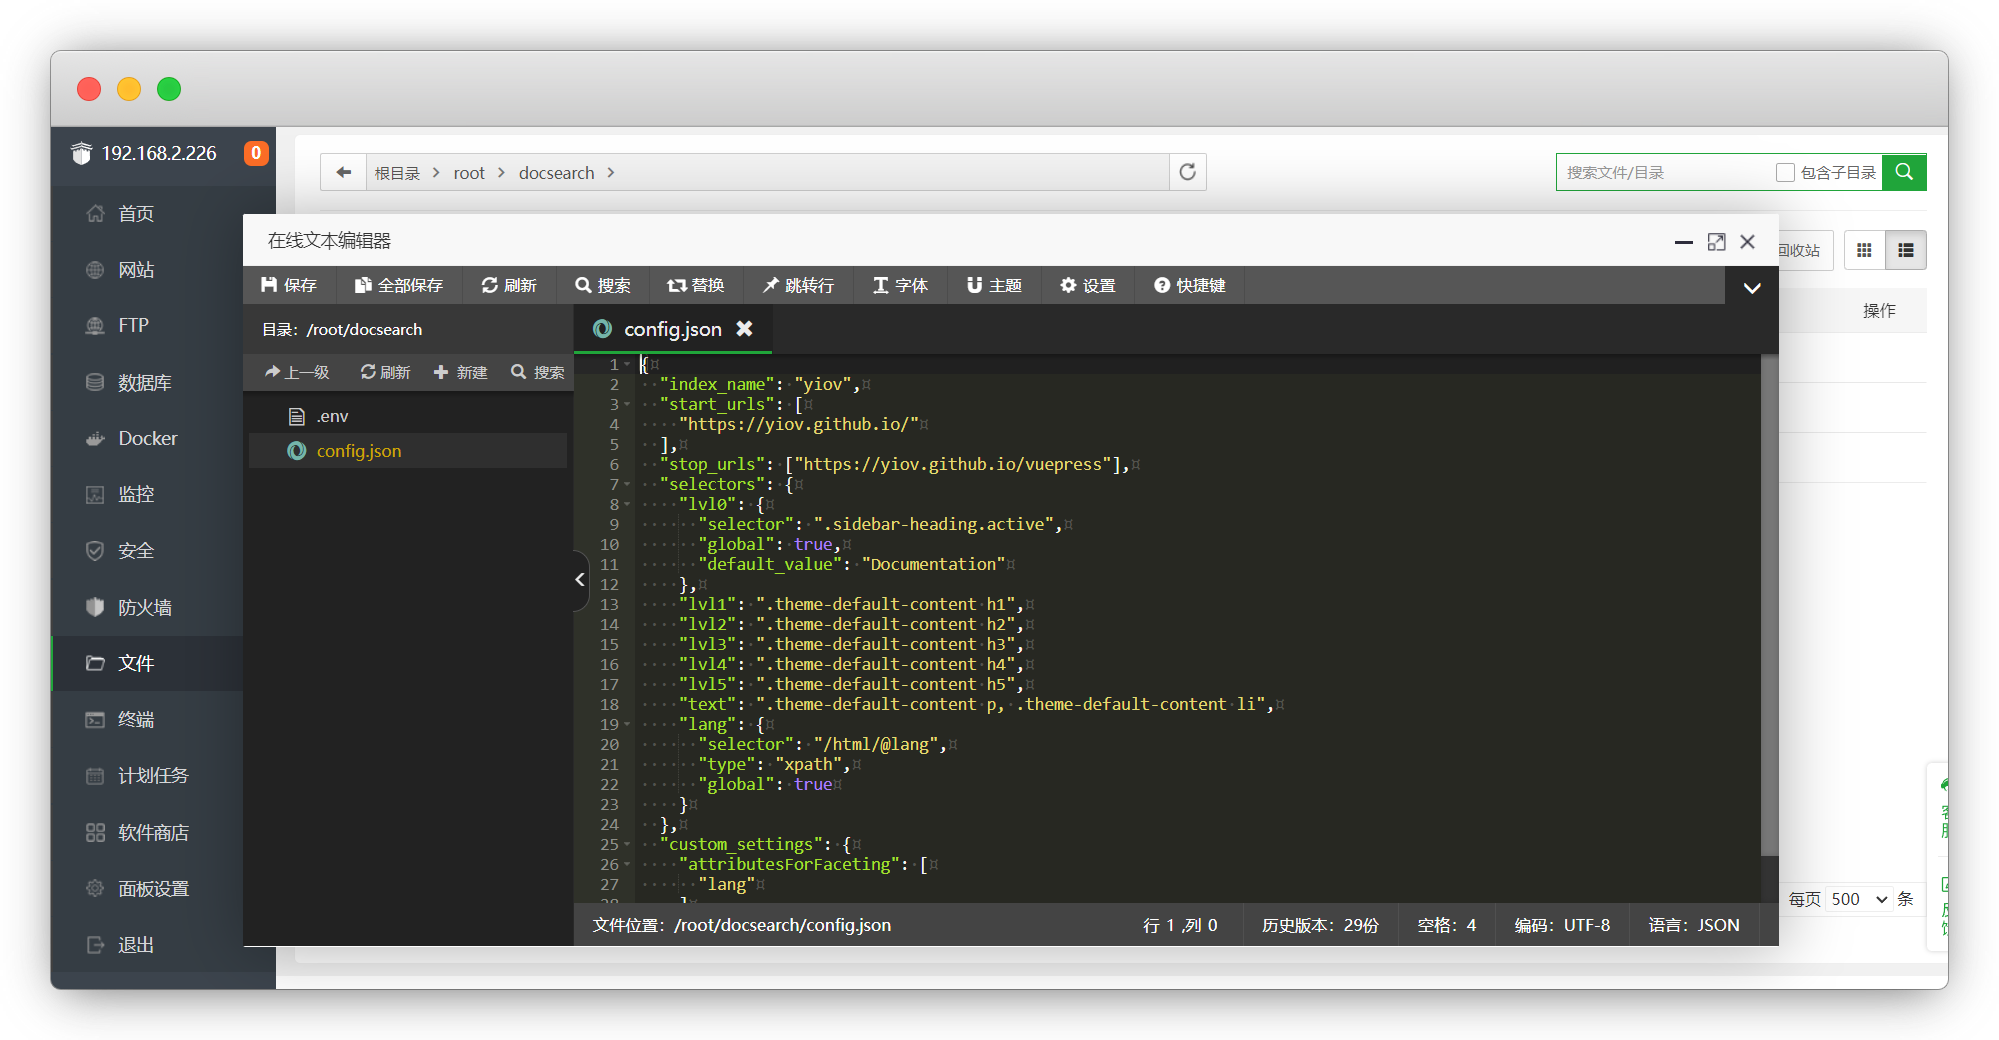 192.168.2.226
0
首页
网站
FTP
数据库
Docker
监控
安全
防火墙
文件
终端
计划任务
软件商店
面板设置
退出
根目录 > root > docsearch >
搜索文件/目录
包含子目录
回收站
操作
在线文本编辑器
保存 全部保存 刷新 搜索 替换 跳转行 字体 主题 设置 快捷键
目录：/root/docsearch
上一级 刷新 新建 搜索
.env
config.json
config.json
1 {
2 "index_name": "yiov",
3 "start_urls": [
4 "https://yiov.github.io/"
5 ],
6 "stop_urls": ["https://yiov.github.io/vuepress"],
7 "selectors": {
8 "lvl0": {
9 "selector": ".sidebar-heading.active",
10 "global": true,
11 "default_value": "Documentation"
12 },
13 "lvl1": ".theme-default-content h1",
14 "lvl2": ".theme-default-content h2",
15 "lvl3": ".theme-default-content h3",
16 "lvl4": ".theme-default-content h4",
17 "lvl5": ".theme-default-content h5",
18 "text": ".theme-default-content p, .theme-default-content li",
19 "lang": {
20 "selector": "/html/@lang",
21 "type": "xpath",
22 "global": true
23 }
24 },
25 "custom_settings": {
26 "attributesForFaceting": [
27 "lang"
28 ]
文件位置：/root/docsearch/config.json 行 1 ,列 0 历史版本：29份 空格：4 编码：UTF-8 语言：JSON
每页 500 条